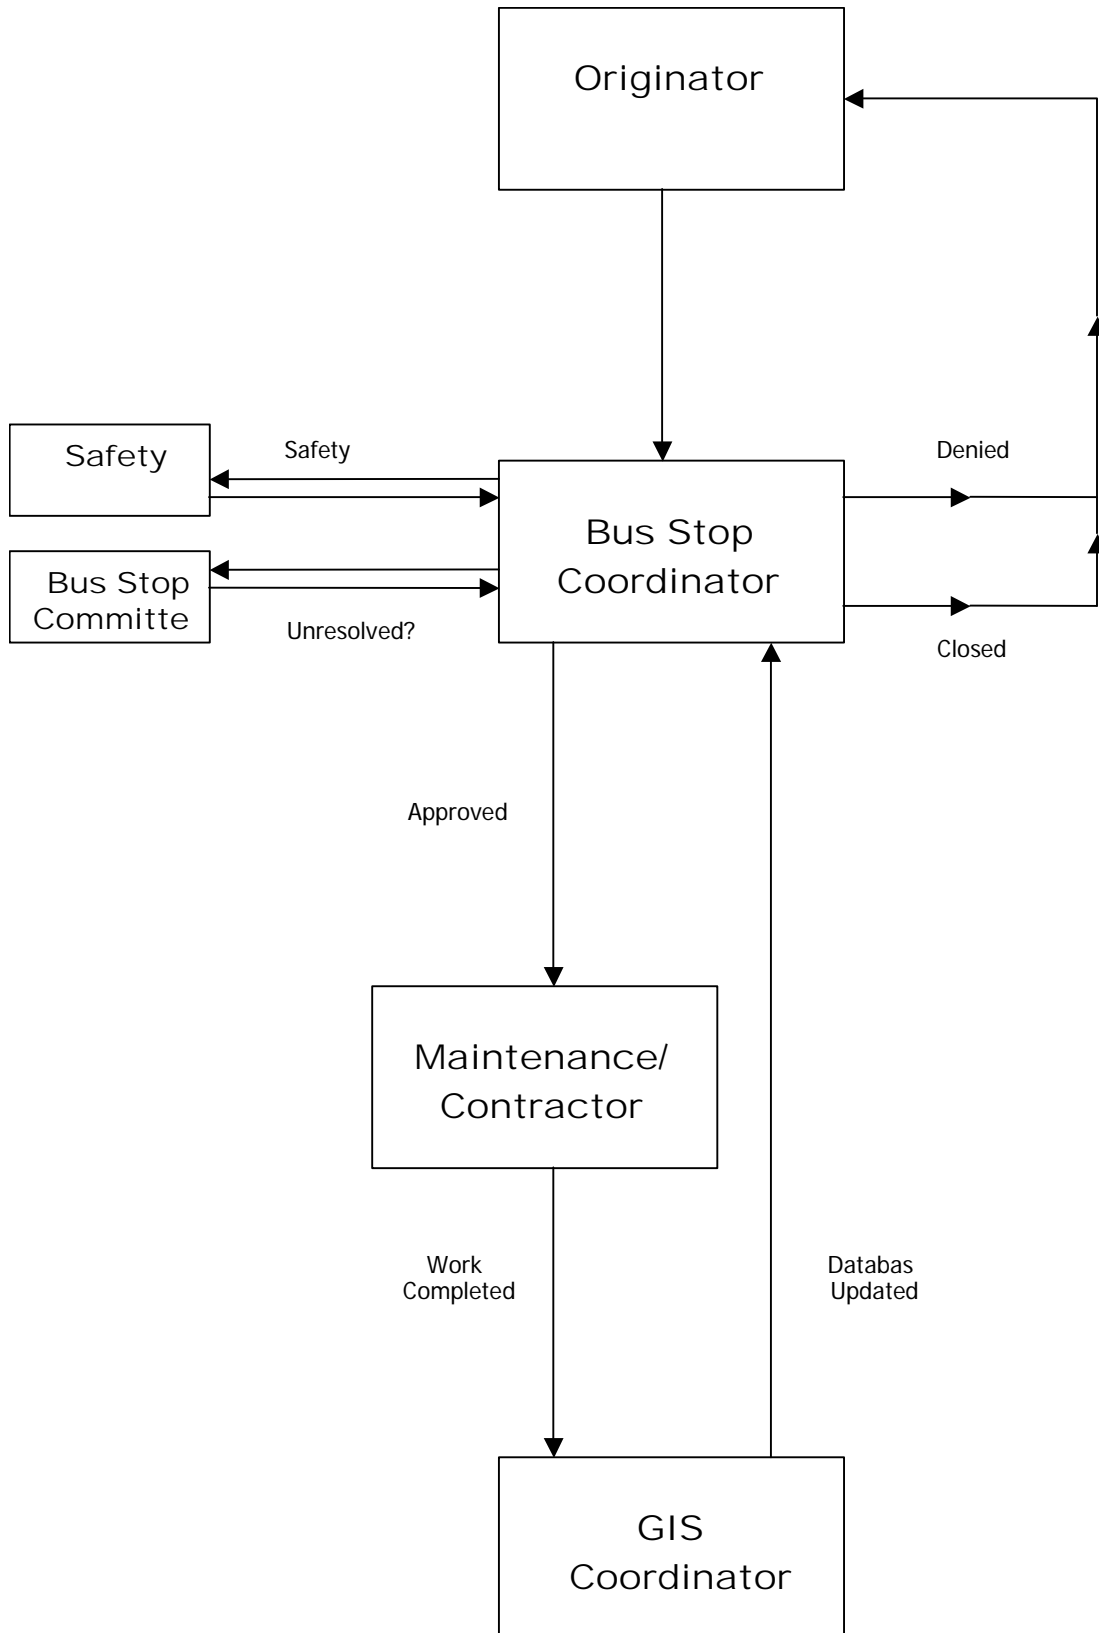 Originator
Safety
Safety
Denied
Bus Stop
Coordinator
Bus Stop
Committe
Unresolved?
Closed
Approved
Maintenance/
Contractor
Work
Completed
Databas
Updated
GIS
Coordinator